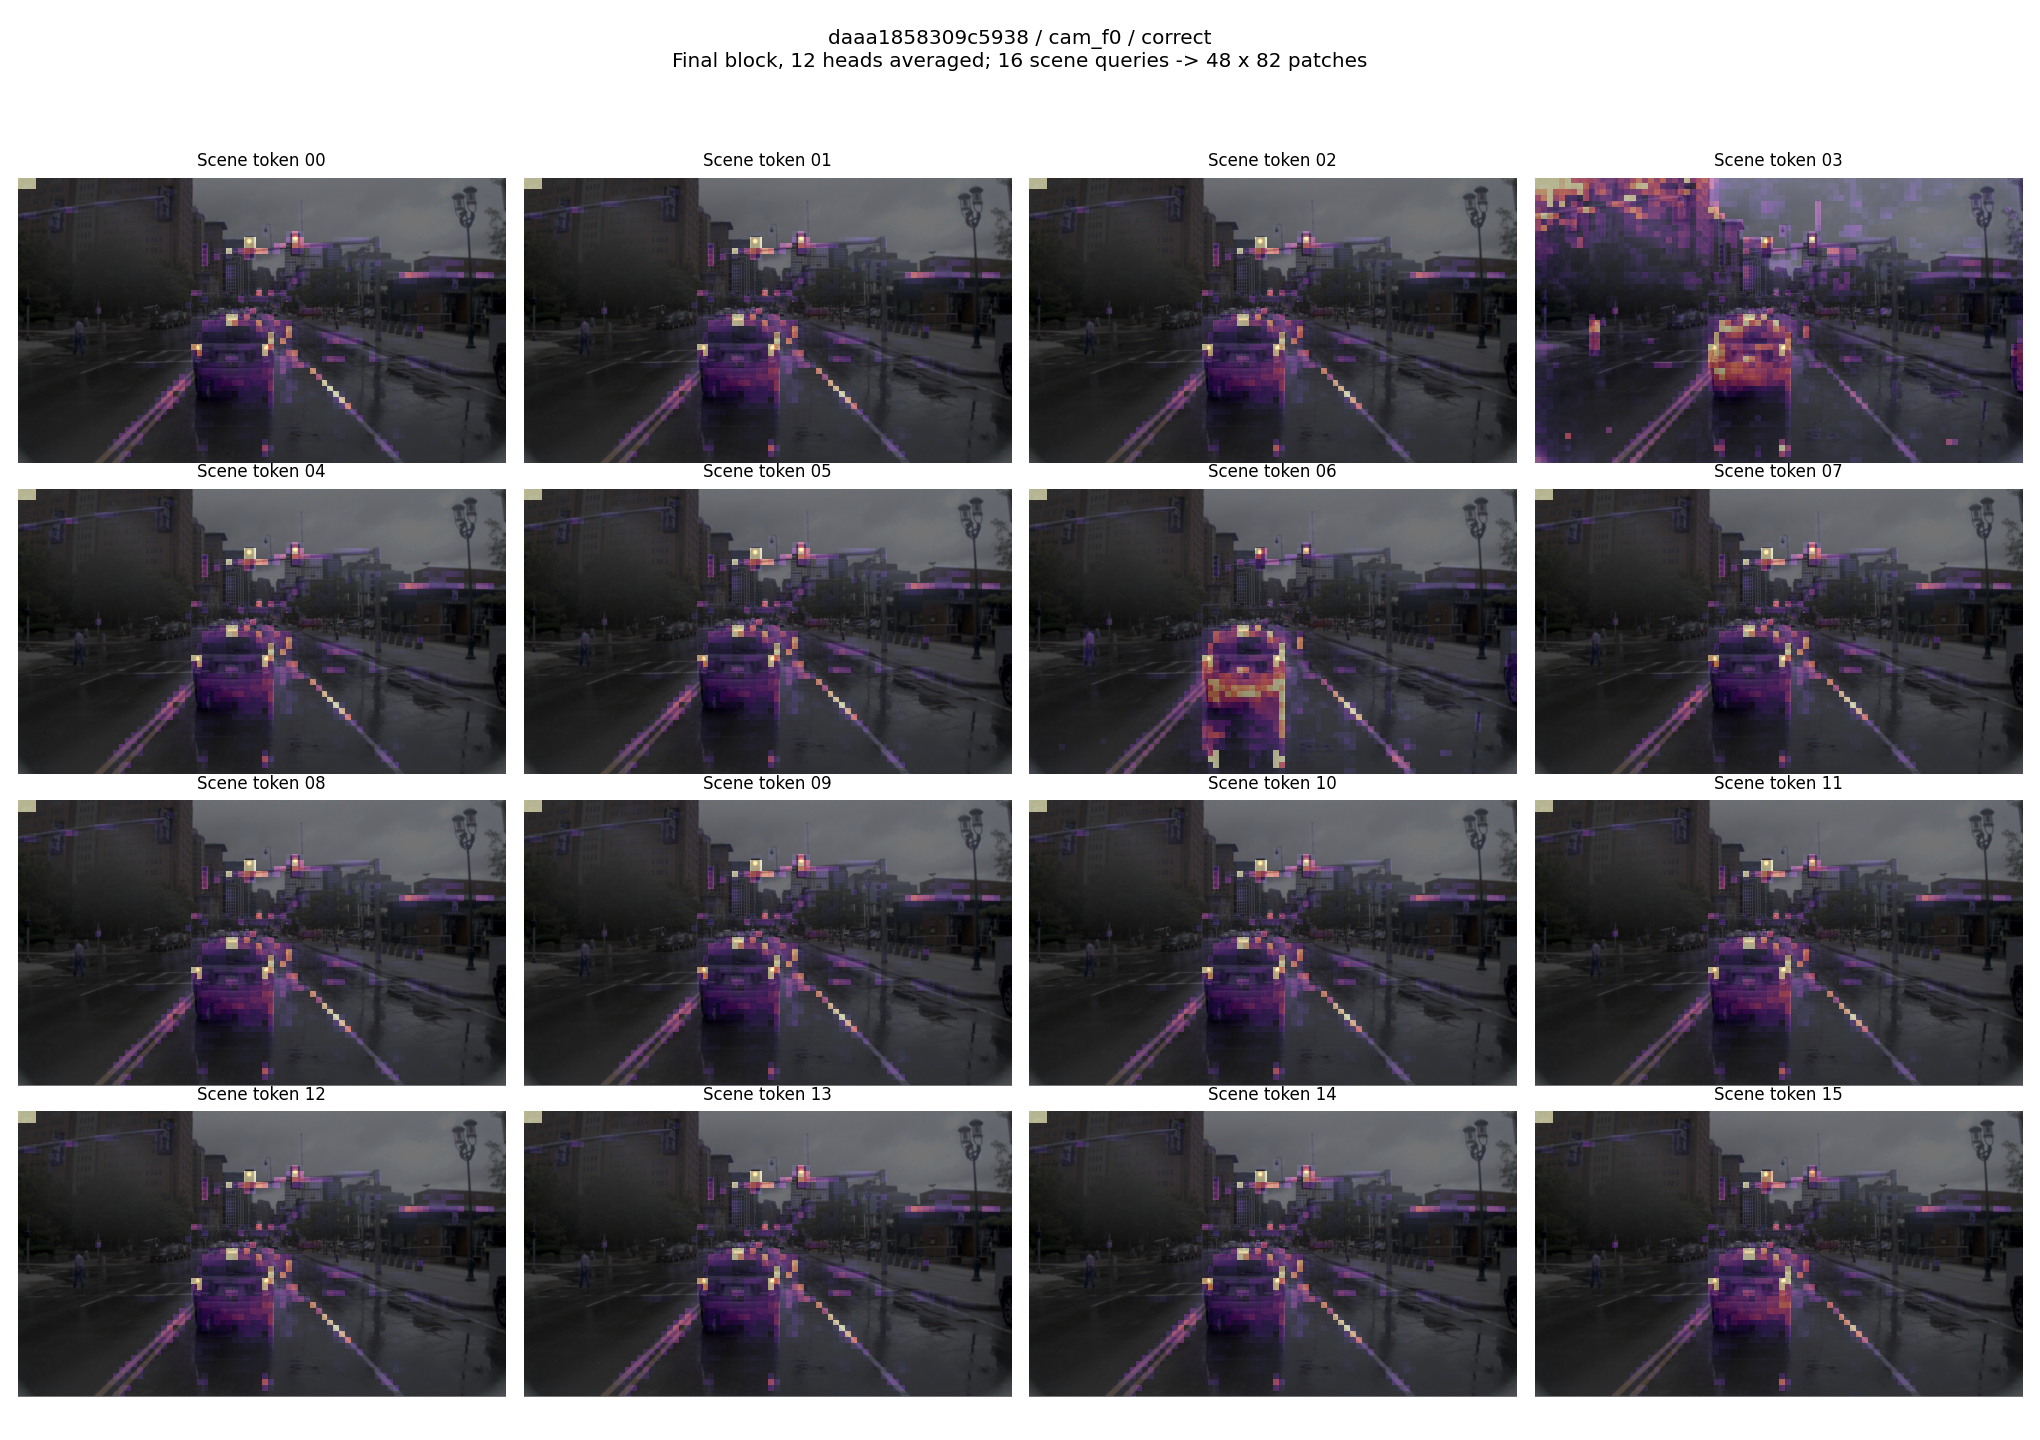 daaa1858309c5938 / cam_f0 / correct
Final block, 12 heads averaged; 16 scene queries -> 48 x 82 patches
Scene token 00
Scene token 01
Scene token 02
Scene token 03
Scene token 04
Scene token 05
Scene token 06
Scene token 07
Scene token 08
Scene token 09
Scene token 10
Scene token 11
Scene token 12
Scene token 13
Scene token 14
Scene token 15